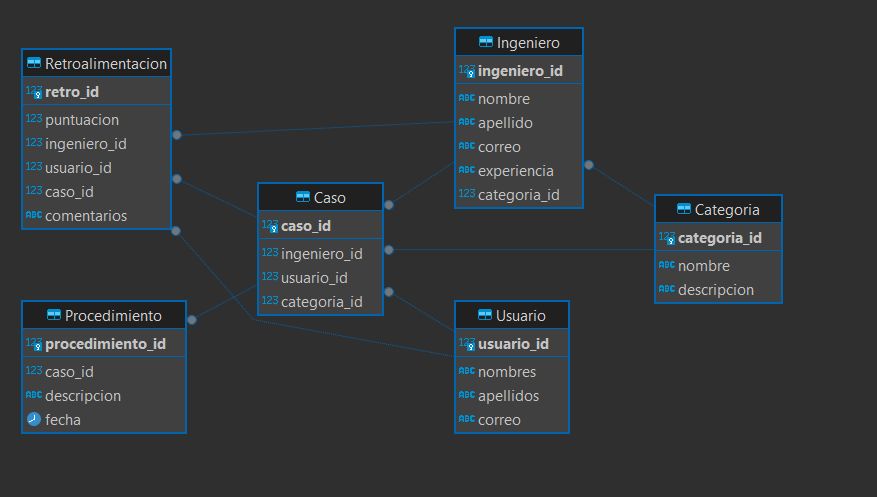 Retroalimentacion
123 retro_id
123 puntuacion
123 ingeniero_id
123 usuario_id
123 caso_id
ABC comentarios
Ingeniero
123 ingeniero_id
ABC nombre
ABC apellido
ABC correo
ABC experiencia
123 categoria_id
Caso
123 caso_id
123 ingeniero_id
123 usuario_id
123 categoria_id
Categoria
123 categoria_id
ABC nombre
ABC descripcion
Procedimiento
123 procedimiento_id
123 caso_id
ABC descripcion
fecha
Usuario
123 usuario_id
ABC nombres
ABC apellidos
ABC correo